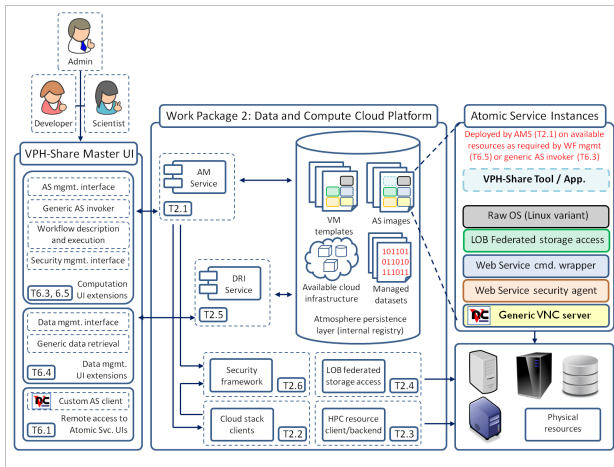 Admin
Developer
Scientist
VPH-Share Master UI
AS mgmt. interface
Generic AS invoker
Workflow description
and execution
Security mgmt. interface
T6.3, 6.5
Computation
UI extensions
Data mgmt. interface
Generic data retrieval
T6.4
Data mgmt.
UI extensions
Custom AS client
T6.1
Remote access to
Atomic Svc. UIs
Work Package 2: Data and Compute Cloud Platform
AM
Service
T2.1
DRI
Service
T2.5
VM
templates
AS images
Available cloud
infrastructure
101101
011010
111011
Managed
datasets
Atmosphere persistence
layer (internal registry)
Security
framework
T2.6
LOB federated
storage access
T2.4
Cloud stack
clients
T2.2
HPC resource
client/backend
T2.3
Atomic Service Instances
Deployed by AMS (T2.1) on available
resources as required by WF mgmt
(T6.5) or generic AS invoker (T6.3)
VPH-Share Tool / App.
Raw OS (Linux variant)
LOB Federated storage access
Web Service cmd. wrapper
Web Service security agent
Generic VNC server
Physical
resources